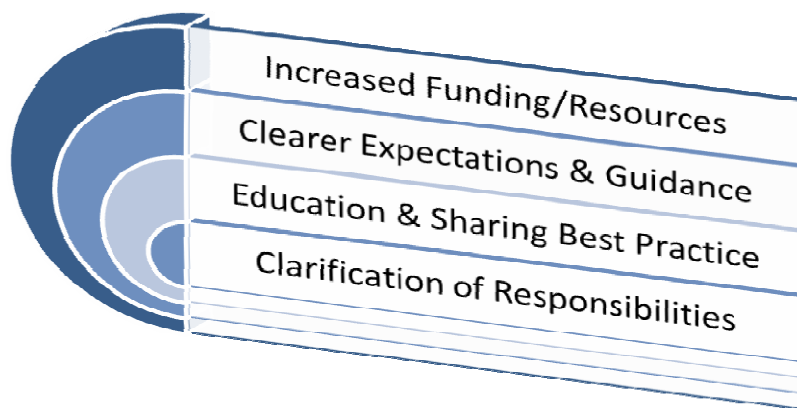 Increased Funding/Resources
Clearer Expectations & Guidance
Education & Sharing Best Practice
Clarification of Responsibilities